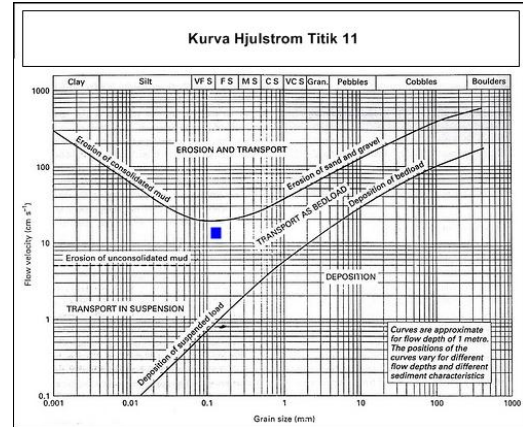 Kurva Hjulstrom Titik 11
Clay Silt VF S F S M S C S VC S Gran. Pebbles Cobbles Boulders
1000
100
10
1
0.1
Flow velocity (cm s⁻¹)
EROSION AND TRANSPORT
Erosion of consolidated mud
Erosion of sand and gravel
TRANSPORT AS BEDLOAD
Deposition of bedload
Erosion of unconsolidated mud
DEPOSITION
TRANSPORT IN SUSPENSION
Deposition of suspended load
Curves are approximate
for flow depth of 1 metre.
The positions of the
curves vary for different
flow depths and different
sediment characteristics
0.001 0.01 0.1 1 10 100 1000
Grain size (mm)